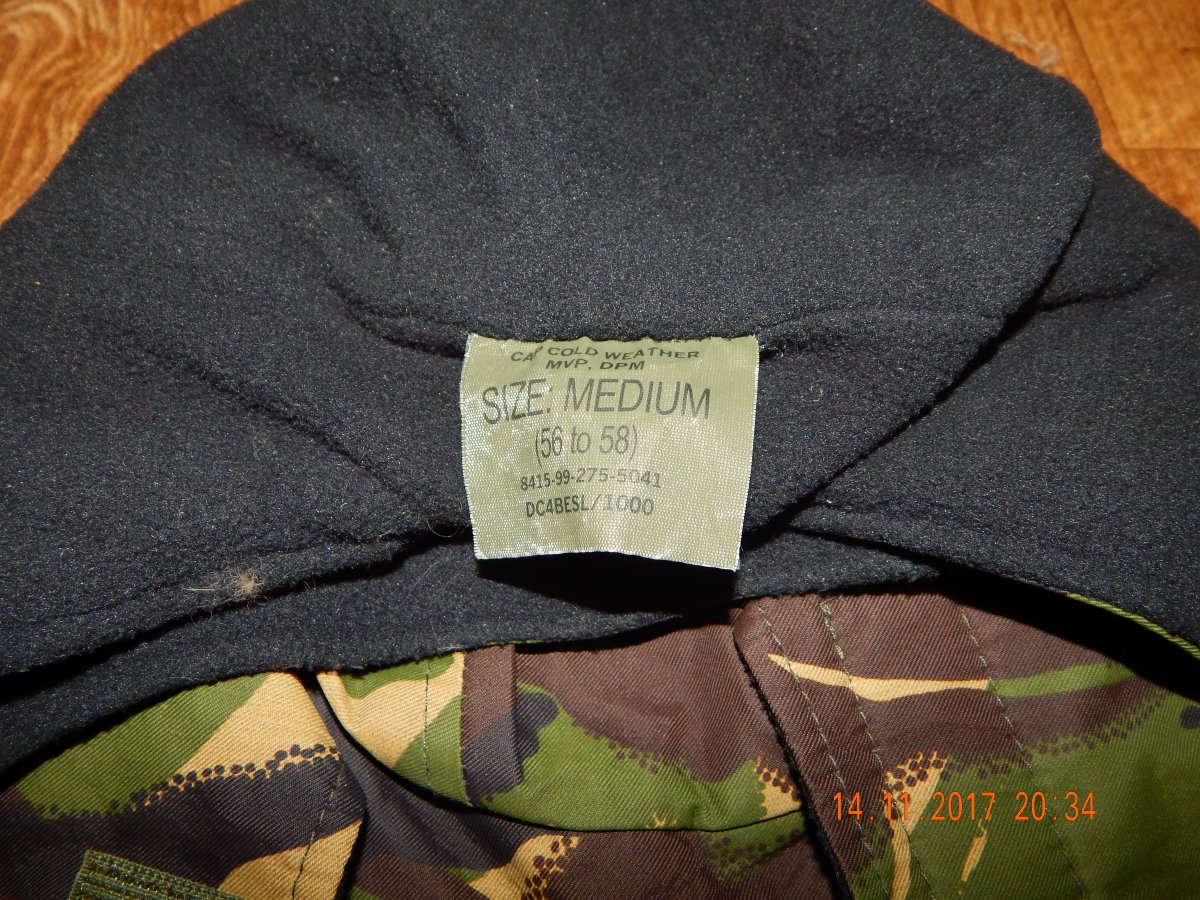 CAP COLD WEATHER
MVP, DPM
SIZE: MEDIUM
(56 to 58)
8415-99-275-5041
DC4BESL/1000
14.11.2017 20:34